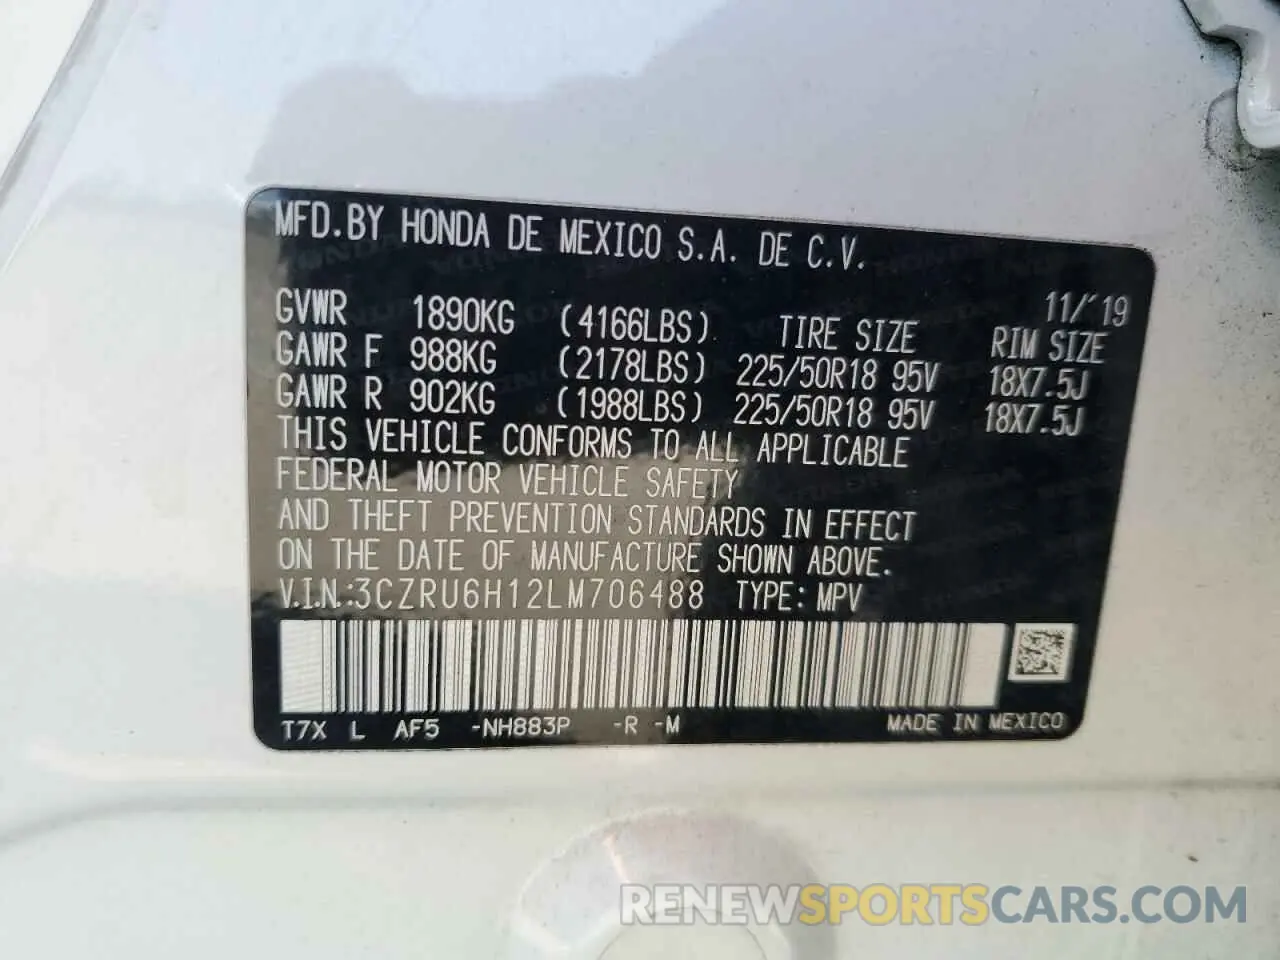 MFD.BY HONDA DE MEXICO S.A. DE C.V.
11/'19
GVWR 1890KG (4166LBS) TIRE SIZE RIM SIZE
GAWR F 988KG (2178LBS) 225/50R18 95V 18X7.5J
GAWR R 902KG (1988LBS) 225/50R18 95V 18X7.5J
THIS VEHICLE CONFORMS TO ALL APPLICABLE
FEDERAL MOTOR VEHICLE SAFETY
AND THEFT PREVENTION STANDARDS IN EFFECT
ON THE DATE OF MANUFACTURE SHOWN ABOVE.
V.I.N.:3CZRU6H12LM706488 TYPE: MPV
T7X L AF5 -NH883P -R -M MADE IN MEXICO
RENEWSPORTSCARS.COM